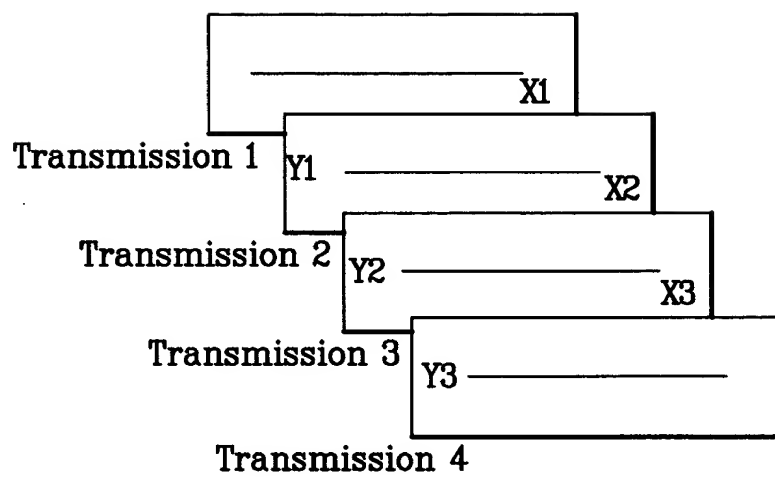 X1
Transmission 1
Y1
X2
Transmission 2
Y2
X3
Transmission 3
Y3
Transmission 4